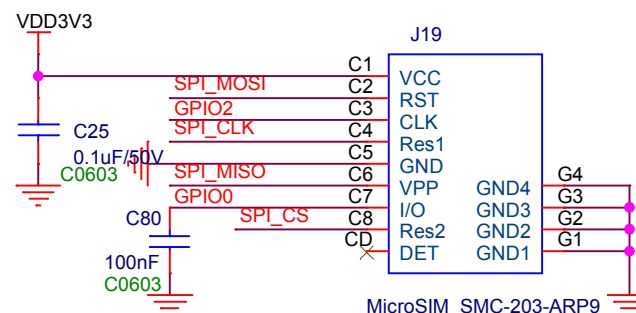 VDD3V3
J19
C1 VCC
SPI_MOSI C2 RST
GPIO2 C3 CLK
SPI_CLK C4 Res1
C25
0.1uF/50V C5 GND
C0603
SPI_MISO C6 VPP GND4 G4
GPIO0 C7 I/O GND3 G3
C80 SPI_CS C8 Res2 GND2 G2
CD DET GND1 G1
100nF
C0603
MicroSIM SMC-203-ARP9